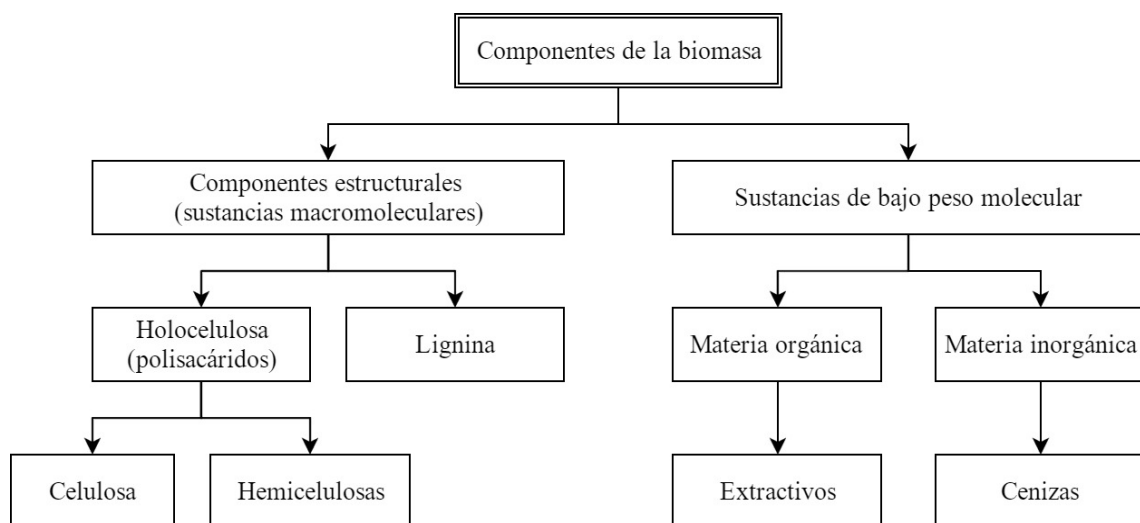 Componentes de la biomasa
Componentes estructurales
(sustancias macromoleculares)
Sustancias de bajo peso molecular
Holocelulosa
(polisacáridos)
Lignina
Materia orgánica
Materia inorgánica
Celulosa
Hemicelulosas
Extractivos
Cenizas